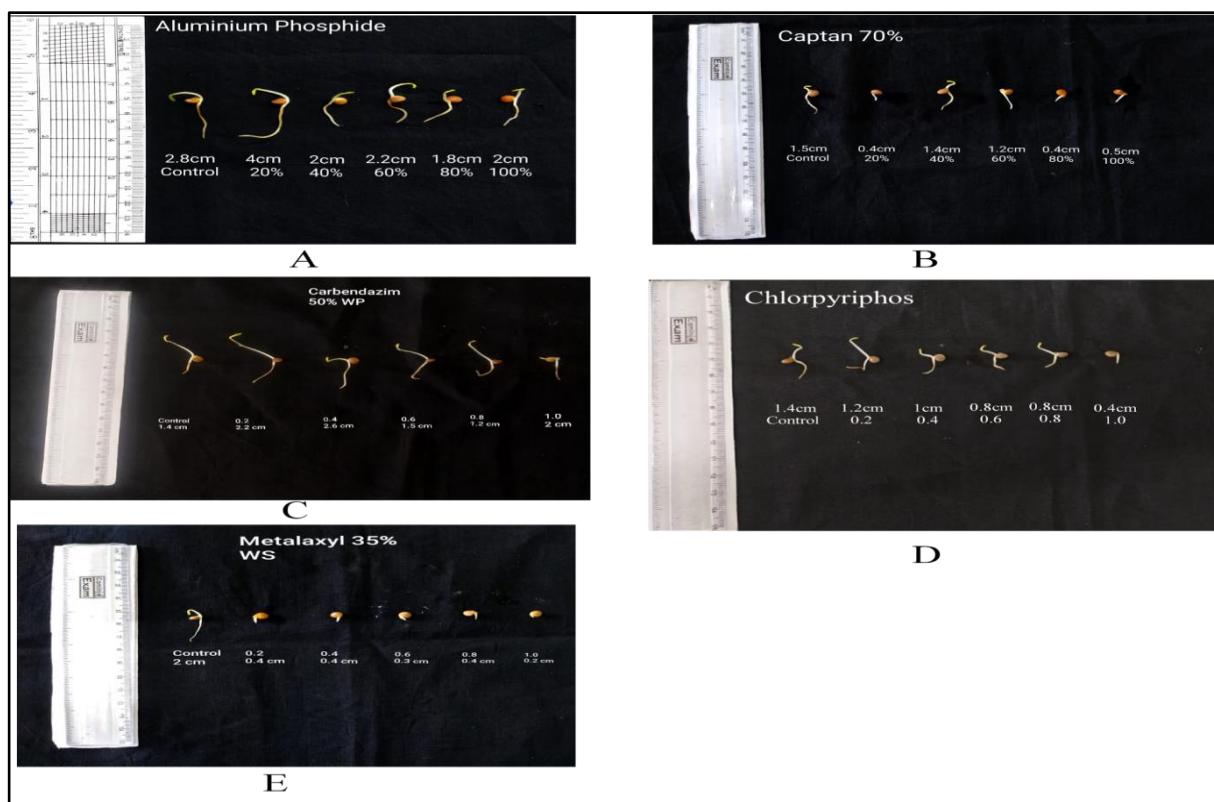 Aluminium Phosphide
2.8cm 4cm 2cm 2.2cm 1.8cm 2cm
Control 20% 40% 60% 80% 100%
A
Captan 70%
Exam
1.5cm 0.4cm 1.4cm 1.2cm 0.4cm 0.5cm
Control 20% 40% 60% 80% 100%
B
Carbendazim
50% WP
Exam
Control 0.2 0.4 0.6 0.8 1.0
1.4 cm 2.2 cm 2.6 cm 1.5 cm 1.2 cm 2 cm
C
Chlorpyriphos
Exam
1.4cm 1.2cm 1cm 0.8cm 0.8cm 0.4cm
Control 0.2 0.4 0.6 0.8 1.0
D
Metalaxyl 35%
WS
Exam
Control 0.2 0.4 0.6 0.8 1.0
2 cm 0.4 cm 0.4 cm 0.3 cm 0.4 cm 0.2 cm
E